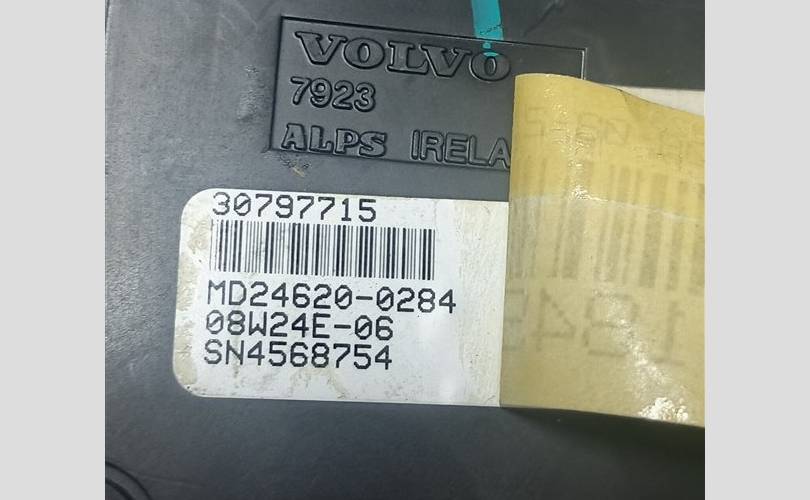 VOLVO
7923
ALPS IRELA
30797715
MD24620-0284
08W24E-06
SN4568754